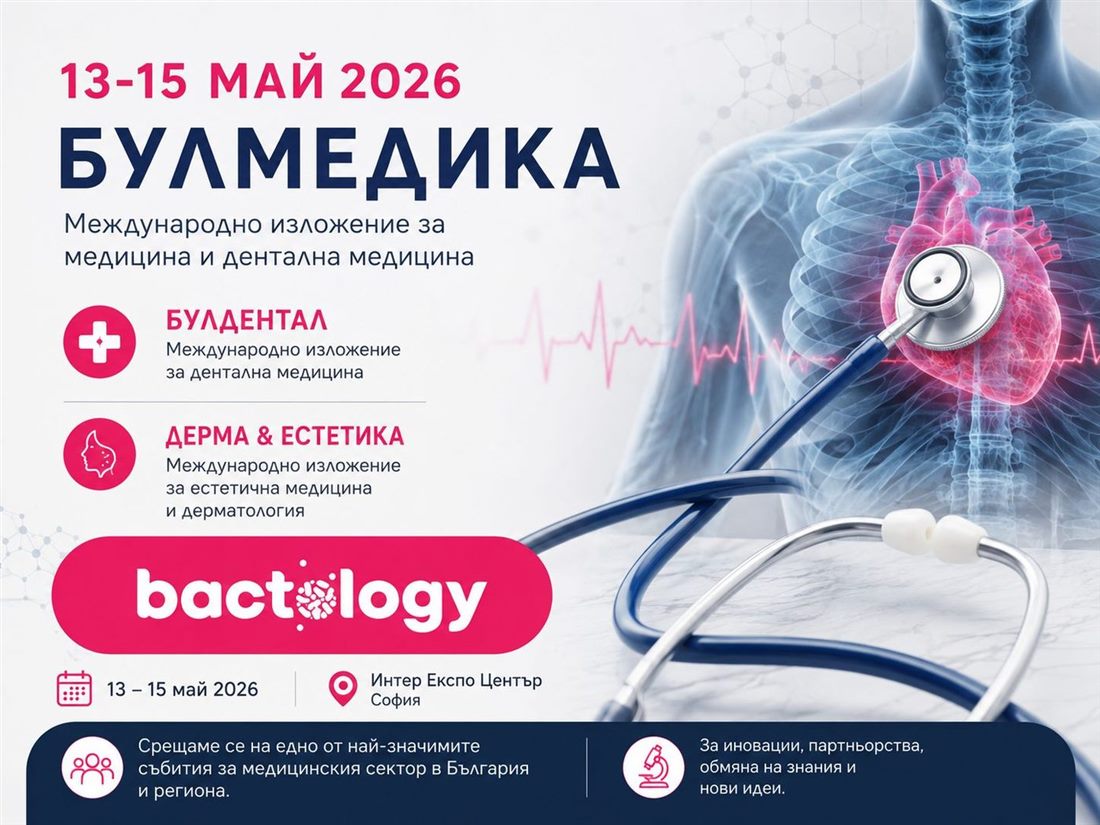 13-15 МАЙ 2026
БУЛМЕДИКА
Международно изложение за
медицина и дентална медицина
БУЛДЕНТАЛ
Международно изложение
за дентална медицина
ДЕРМА & ЕСТЕТИКА
Международно изложение
за естетична медицина
и дерматология
bactology
13 – 15 май 2026
Интер Експо Център
София
Срещаме се на едно от най-значимите
събития за медицинския сектор в България
и региона.
За иновации, партньорства,
обмяна на знания и
нови идеи.